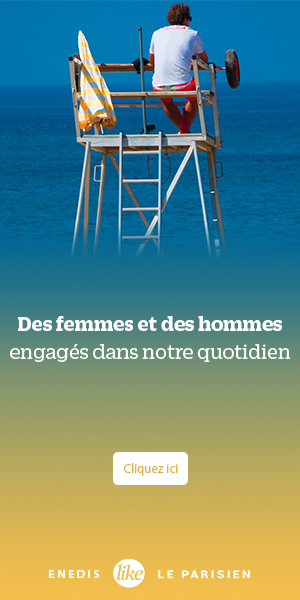 Des femmes et des hommes
engagés dans notre quotidien
Cliquez ici
ENEDIS like LE PARISIEN